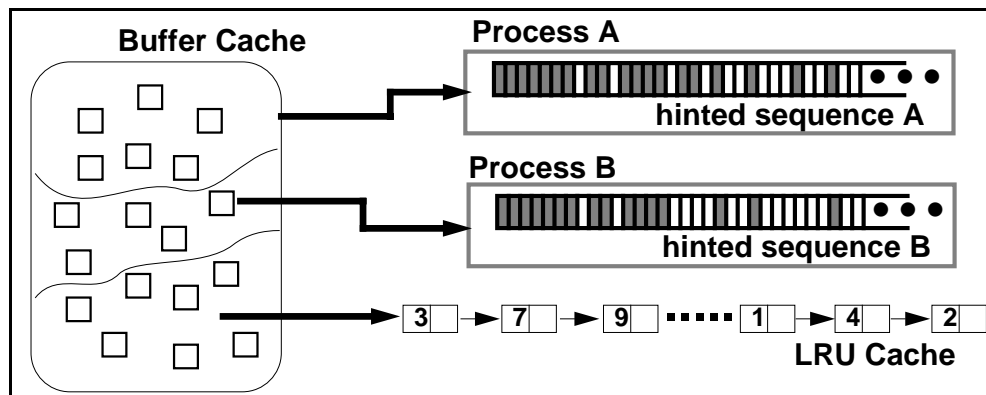 Buffer Cache
Process A
hinted sequence A
Process B
hinted sequence B
3 7 9 1 4 2
LRU Cache